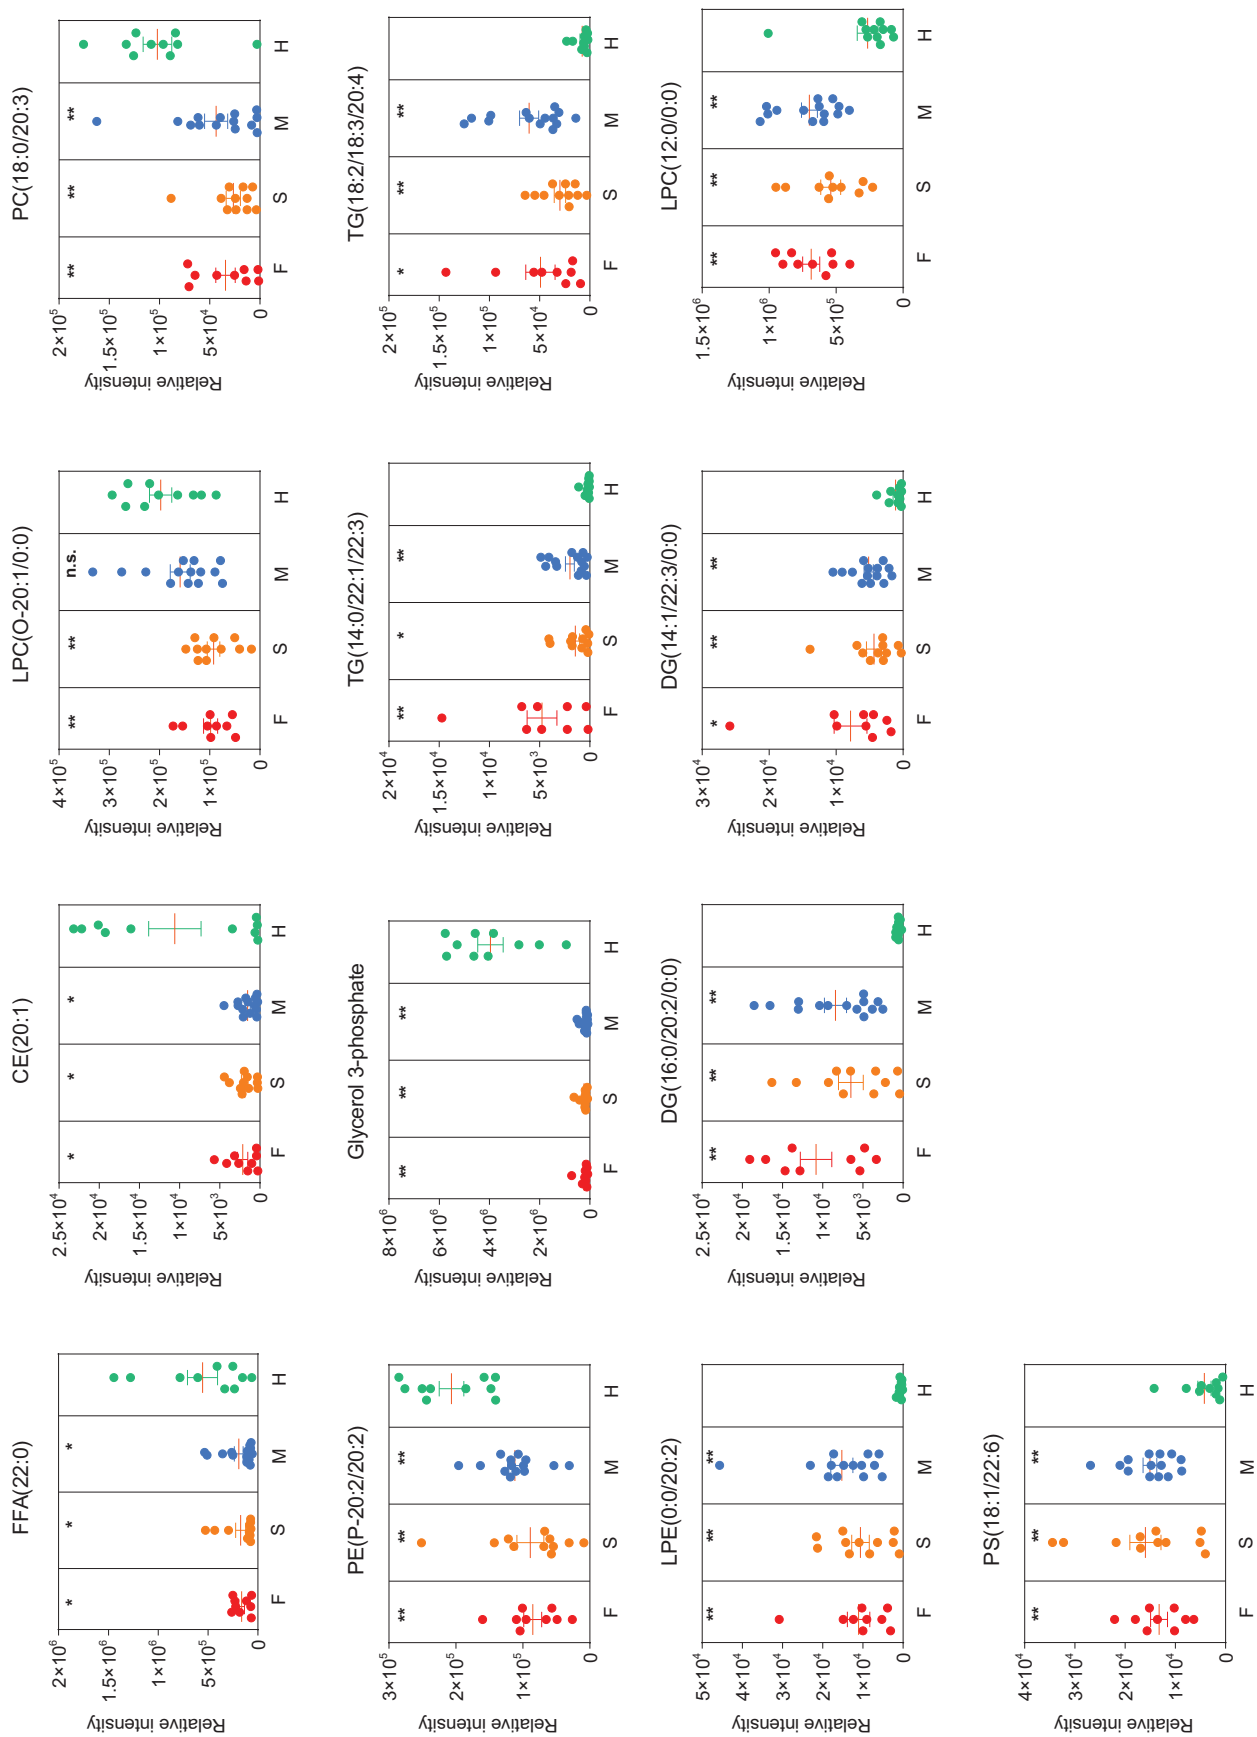 FFA(22:0)
Relative intensity
2×10⁶
1.5×10⁶
1×10⁶
5×10⁵
0
* * *
F S M H
CE(20:1)
Relative intensity
2.5×10⁴
2×10⁴
1.5×10⁴
1×10⁴
5×10³
0
* * *
F S M H
LPC(O-20:1/0:0)
Relative intensity
4×10⁵
3×10⁵
2×10⁵
1×10⁵
0
** ** n.s.
F S M H
PC(18:0/20:3)
Relative intensity
2×10⁵
1.5×10⁵
1×10⁵
5×10⁴
0
** ** **
F S M H
PE(P-20:2/20:2)
Relative intensity
3×10⁵
2×10⁵
1×10⁵
0
** ** **
F S M H
Glycerol 3-phosphate
Relative intensity
8×10⁶
6×10⁶
4×10⁶
2×10⁶
0
** ** **
F S M H
TG(14:0/22:1/22:3)
Relative intensity
2×10⁴
1.5×10⁴
1×10⁴
5×10³
0
** * **
F S M H
TG(18:2/18:3/20:4)
Relative intensity
2×10⁵
1.5×10⁵
1×10⁵
5×10⁴
0
* ** **
F S M H
LPE(0:0/20:2)
Relative intensity
5×10⁴
4×10⁴
3×10⁴
2×10⁴
1×10⁴
0
** ** **
F S M H
DG(16:0/20:2/0:0)
Relative intensity
2.5×10⁴
2×10⁴
1.5×10⁴
1×10⁴
5×10³
0
** ** **
F S M H
DG(14:1/22:3/0:0)
Relative intensity
3×10⁴
2×10⁴
1×10⁴
0
* ** **
F S M H
LPC(12:0/0:0)
Relative intensity
1.5×10⁶
1×10⁶
5×10⁵
0
** ** **
F S M H
PS(18:1/22:6)
Relative intensity
4×10⁴
3×10⁴
2×10⁴
1×10⁴
0
** ** **
F S M H